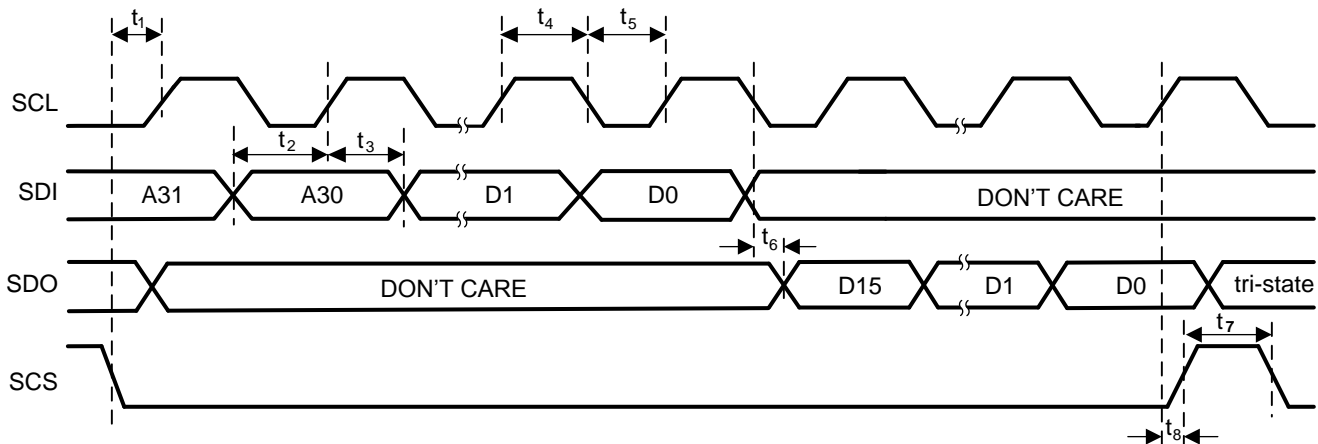 t1 t4 t5
SCL
t2 t3
SDI A31 A30 D1 D0 DON'T CARE
t6
SDO DON'T CARE D15 D1 D0 tri-state
t7
SCS
t8